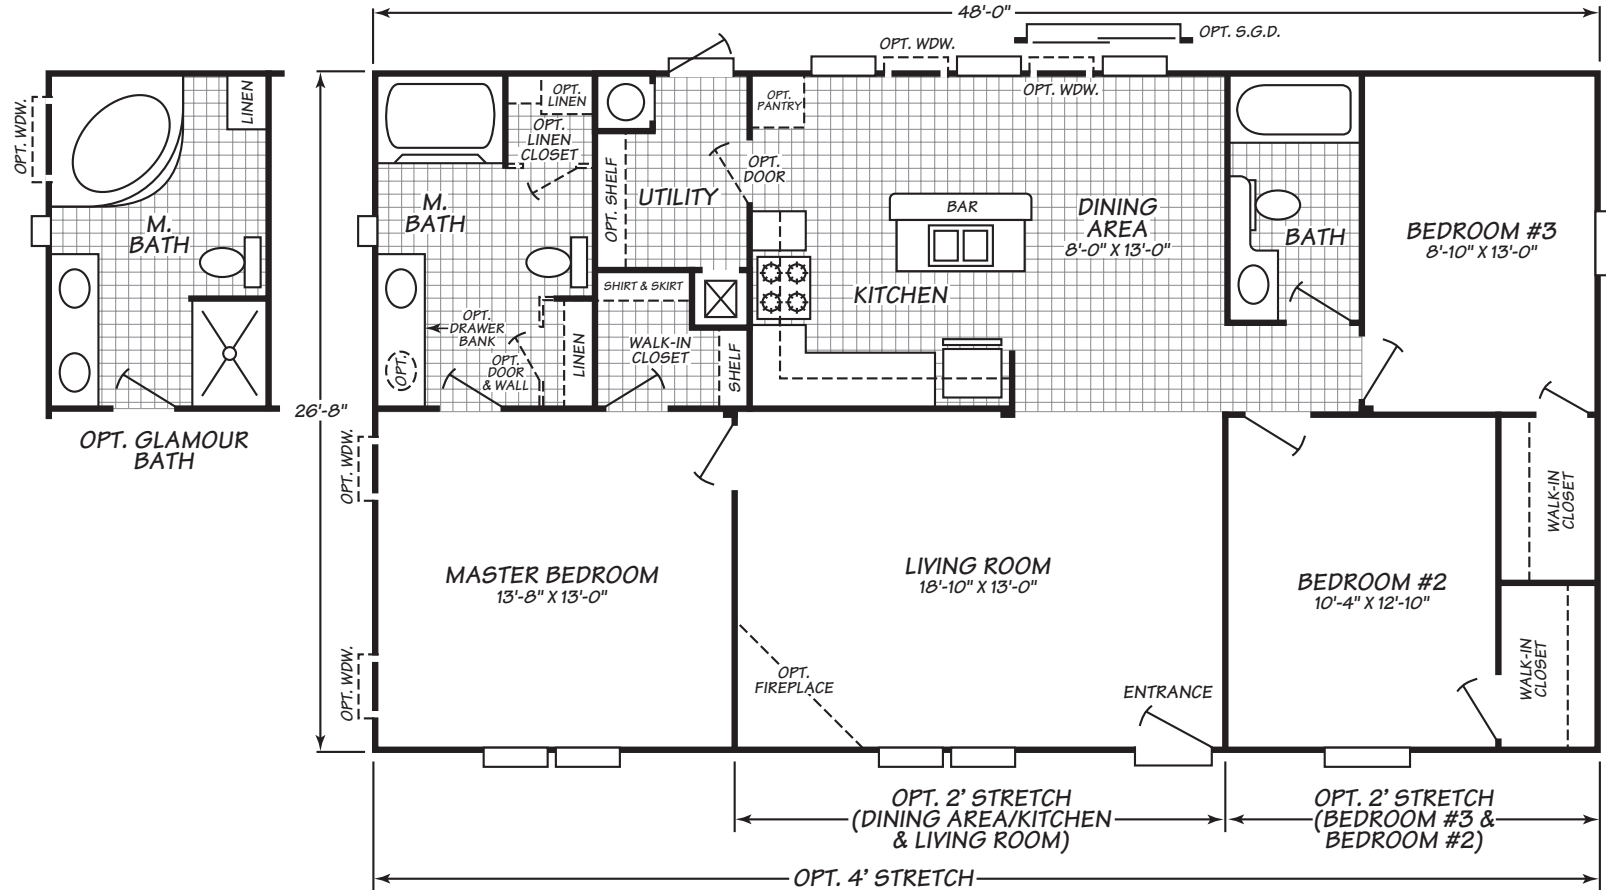 48'-0"
OPT. S.G.D.
OPT. WDW.
OPT. WDW.
OPT. WDW.
LINEN
M.
BATH
OPT. GLAMOUR
BATH
26'-8"
OPT.
LINEN
OPT.
LINEN
CLOSET
M.
BATH
OPT.
DRAWER
BANK
OPT.
DOOR
& WALL
OPT.
LINEN
OPT. SHELF
UTILITY
OPT.
DOOR
OPT.
PANTRY
SHIRT & SKIRT
WALK-IN
CLOSET
SHELF
BAR
KITCHEN
DINING
AREA
8'-0" X 13'-0"
BATH
BEDROOM #3
8'-10" X 13'-0"
OPT. WDW.
OPT. WDW.
MASTER BEDROOM
13'-8" X 13'-0"
LIVING ROOM
18'-10" X 13'-0"
OPT.
FIREPLACE
ENTRANCE
BEDROOM #2
10'-4" X 12'-10"
WALK-IN
CLOSET
WALK-IN
CLOSET
OPT. 2' STRETCH
(DINING AREA/KITCHEN
& LIVING ROOM)
OPT. 2' STRETCH
(BEDROOM #3 &
BEDROOM #2)
OPT. 4' STRETCH